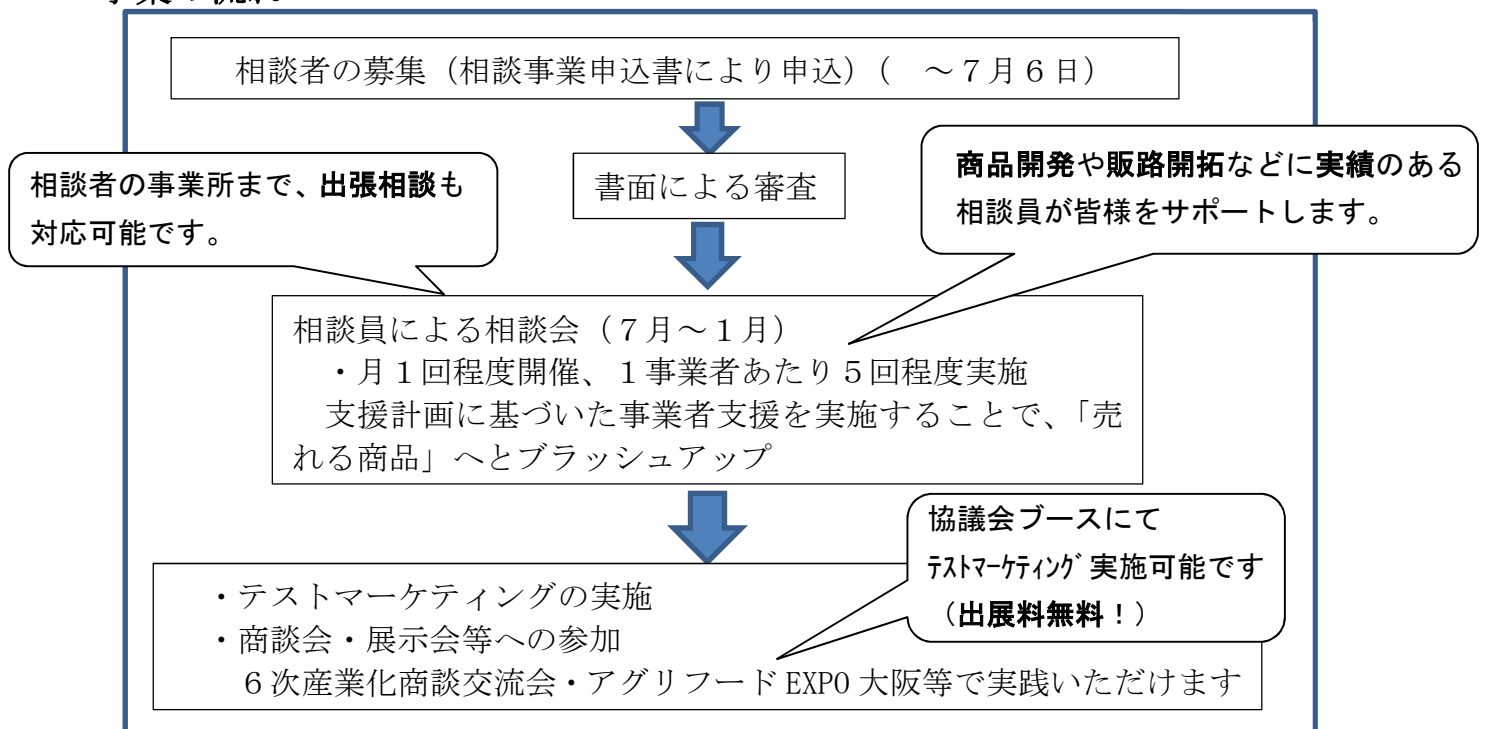 相談者の募集（相談事業申込書により申込）（　～７月６日）
書面による審査
相談者の事業所まで、出張相談も
対応可能です。
商品開発や販路開拓などに実績のある
相談員が皆様をサポートします。
相談員による相談会（７月～１月）
・月１回程度開催、１事業者あたり５回程度実施
支援計画に基づいた事業者支援を実施することで、「売
れる商品」へとブラッシュアップ
協議会ブースにて
ﾃｽﾄﾏｰｹﾃｨﾝｸﾞ実施可能です
（出展料無料！）
・テストマーケティングの実施
・商談会・展示会等への参加
６次産業化商談交流会・アグリフード EXPO 大阪等で実践いただけます